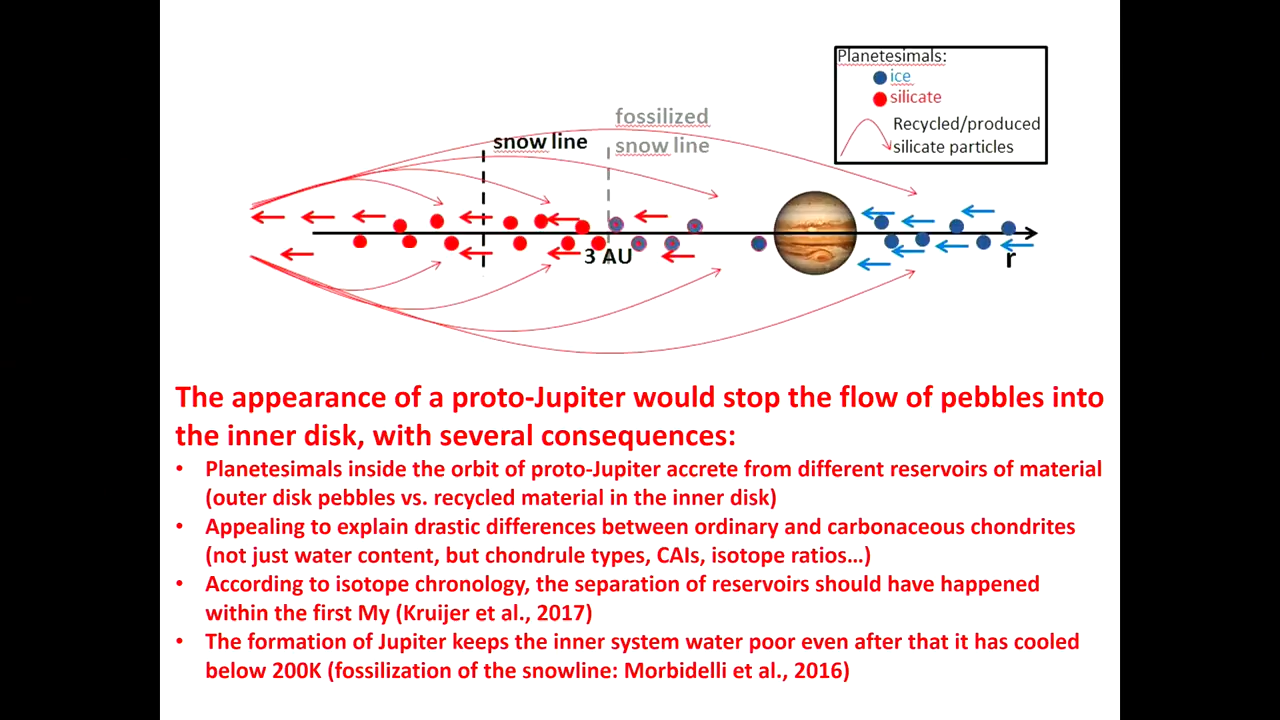 Planetesimals:
ice
silicate
Recycled/produced
silicate particles
fossilized
snow line
snow line
3 AU
r
The appearance of a proto-Jupiter would stop the flow of pebbles into
the inner disk, with several consequences:
• Planetesimals inside the orbit of proto-Jupiter accrete from different reservoirs of material
(outer disk pebbles vs. recycled material in the inner disk)
• Appealing to explain drastic differences between ordinary and carbonaceous chondrites
(not just water content, but chondrule types, CAIs, isotope ratios…)
• According to isotope chronology, the separation of reservoirs should have happened
within the first My (Kruijer et al., 2017)
• The formation of Jupiter keeps the inner system water poor even after that it has cooled
below 200K (fossilization of the snowline: Morbidelli et al., 2016)